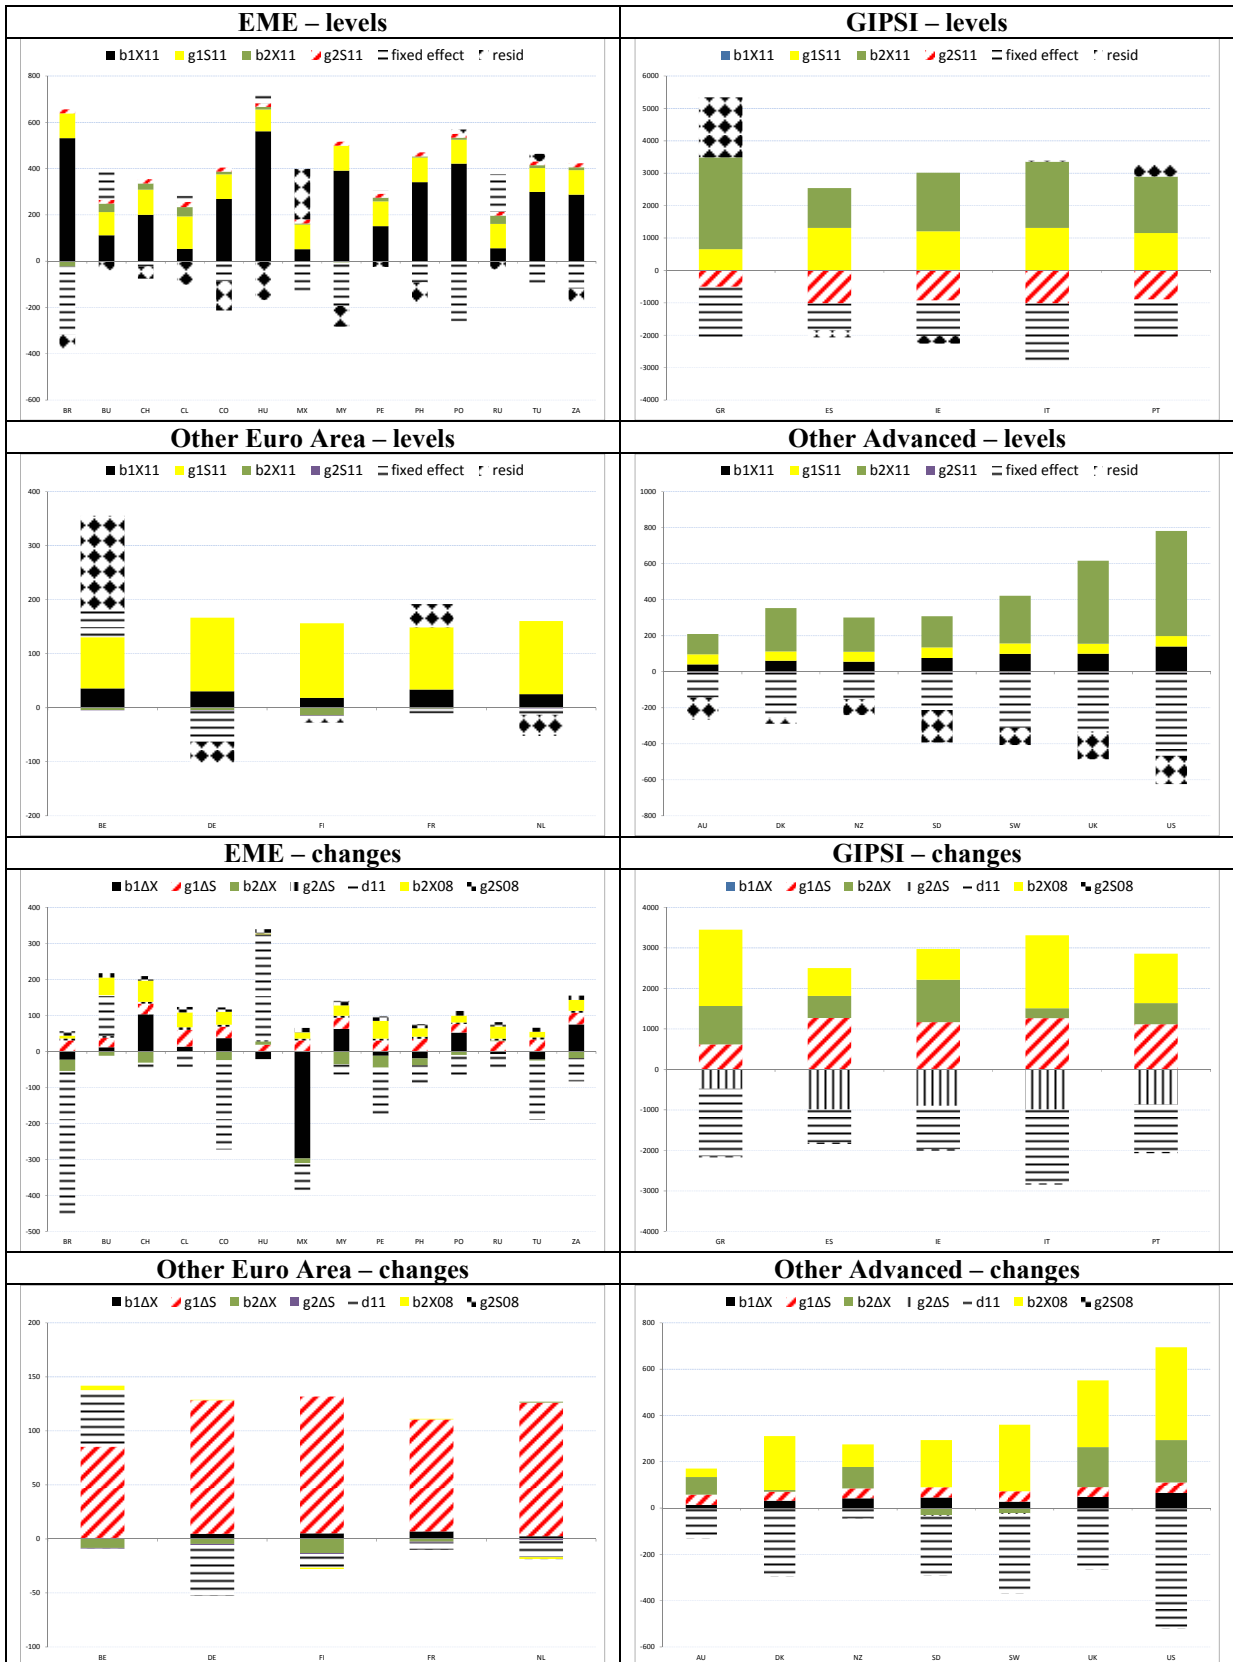 EME – levels
b1X11 g1S11 b2X11 g2S11 fixed effect resid
800
600
400
200
0
-200
-400
-600
BR BU CH CL CO HU MX MY PE PH PO RU TU ZA
GIPSI – levels
b1X11 g1S11 b2X11 g2S11 fixed effect resid
6000
5000
4000
3000
2000
1000
0
-1000
-2000
-3000
-4000
GR ES IE IT PT
Other Euro Area – levels
b1X11 g1S11 b2X11 g2S11 fixed effect resid
400
300
200
100
0
-100
-200
BE DE FI FR NL
Other Advanced – levels
b1X11 g1S11 b2X11 g2S11 fixed effect resid
1000
800
600
400
200
0
-200
-400
-600
-800
AU DK NZ SD SW UK US
EME – changes
b1ΔX g1ΔS b2ΔX g2ΔS d11 b2X08 g2S08
400
300
200
100
0
-100
-200
-300
-400
-500
BR BU CH CL CO HU MX MY PE PH PO RU TU ZA
GIPSI – changes
b1ΔX g1ΔS b2ΔX g2ΔS d11 b2X08 g2S08
4000
3000
2000
1000
0
-1000
-2000
-3000
-4000
GR ES IE IT PT
Other Euro Area – changes
b1ΔX g1ΔS b2ΔX g2ΔS d11 b2X08 g2S08
200
150
100
50
0
-50
-100
BE DE FI FR NL
Other Advanced – changes
b1ΔX g1ΔS b2ΔX g2ΔS d11 b2X08 g2S08
800
600
400
200
0
-200
-400
-600
AU DK NZ SD SW UK US